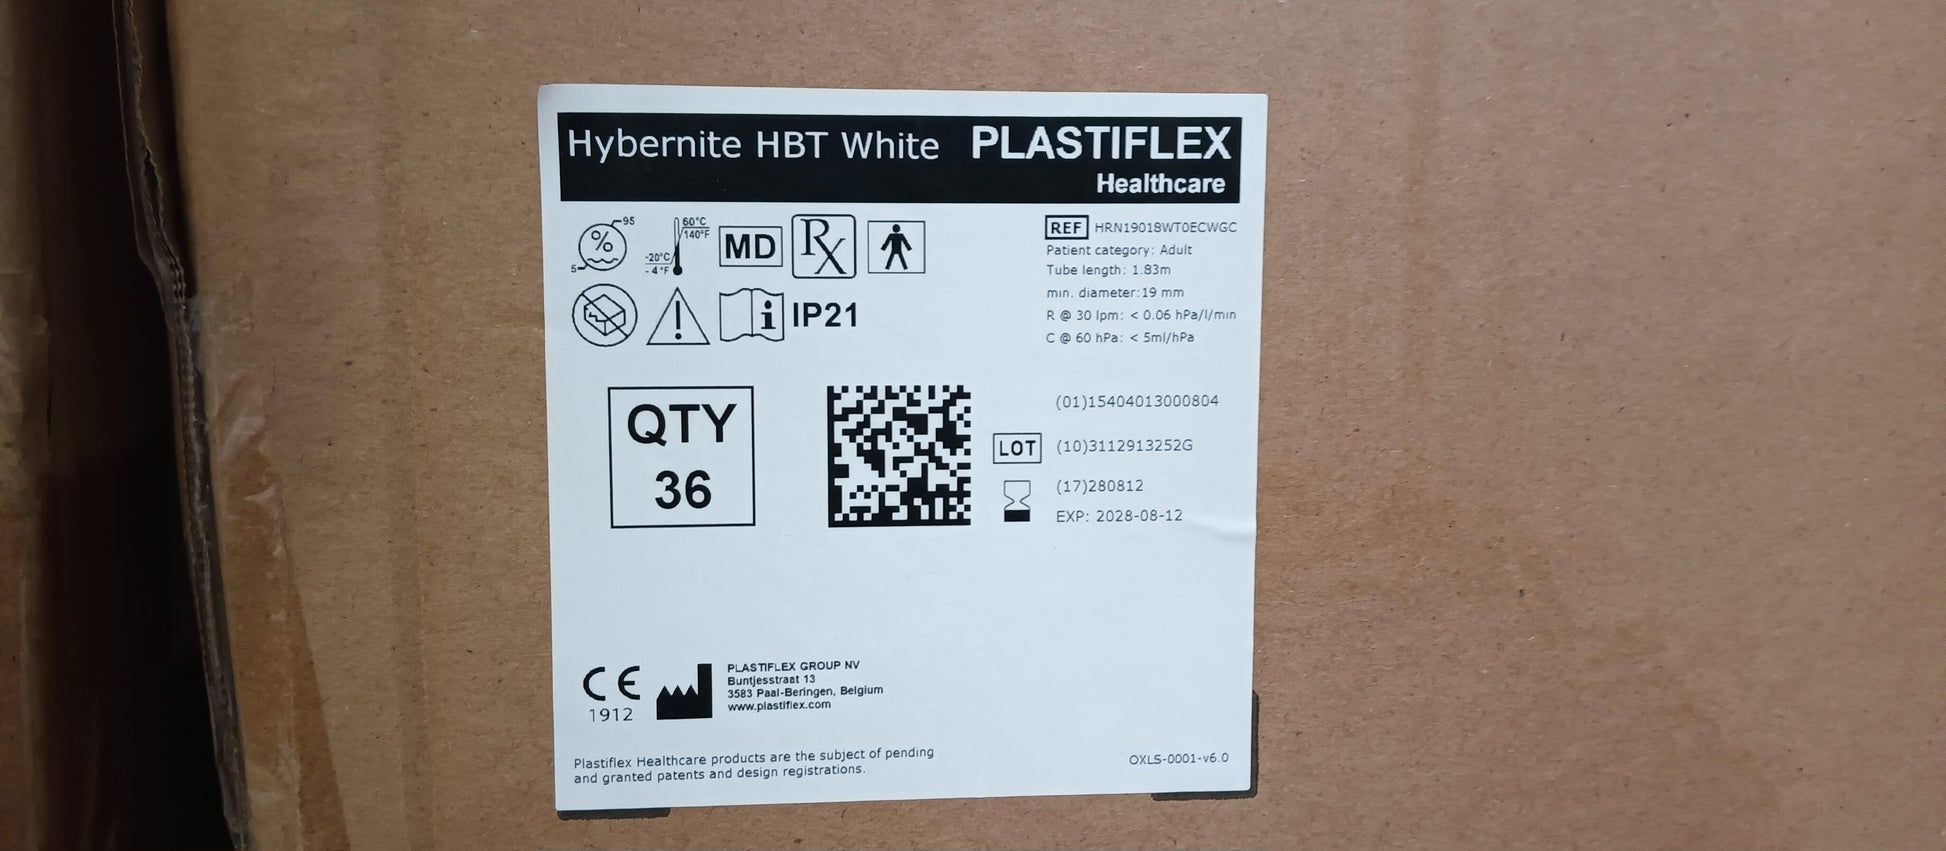 Hybernite HBT White PLASTIFLEX
Healthcare
95
%
5
60°C
140°F
-20°C
- 4 °F
MD
Rx
REF HRN19018WT0ECWGC
Patient category: Adult
Tube length: 1.83m
min. diameter:19 mm
R @ 30 lpm: < 0.06 hPa/l/min
C @ 60 hPa: < 5ml/hPa
i
IP21
QTY
36
(01)15404013000804
LOT (10)3112913252G
(17)280812
EXP: 2028-08-12
CE
1912
PLASTIFLEX GROUP NV
Buntjesstraat 13
3583 Paal-Beringen, Belgium
www.plastiflex.com
Plastiflex Healthcare products are the subject of pending
and granted patents and design registrations.
OXLS-0001-v6.0